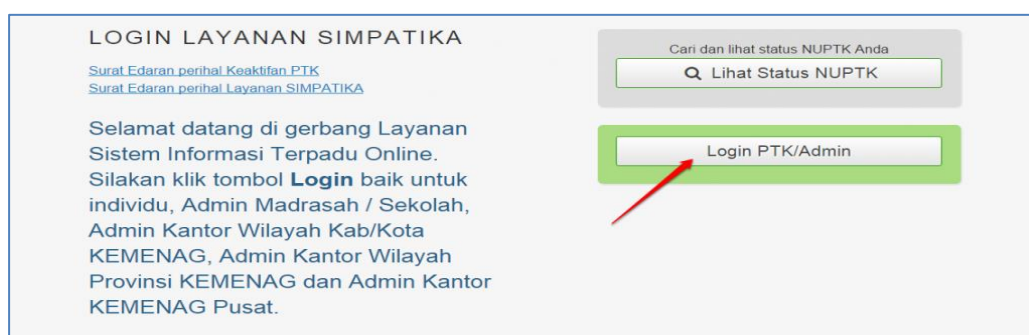 LOGIN LAYANAN SIMPATIKA
Surat Edaran perihal Keaktifan PTK
Surat Edaran perihal Layanan SIMPATIKA
Selamat datang di gerbang Layanan
Sistem Informasi Terpadu Online.
Silakan klik tombol Login baik untuk
individu, Admin Madrasah / Sekolah,
Admin Kantor Wilayah Kab/Kota
KEMENAG, Admin Kantor Wilayah
Provinsi KEMENAG dan Admin Kantor
KEMENAG Pusat.
Cari dan lihat status NUPTK Anda
Lihat Status NUPTK
Login PTK/Admin